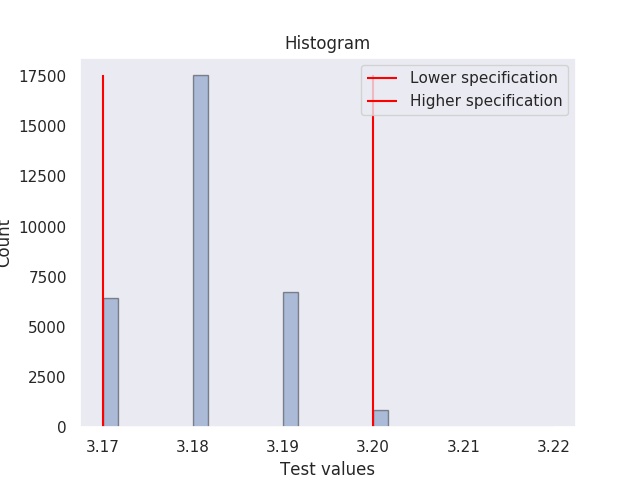 Histogram
Lower specification
Higher specification
17500
15000
12500
10000
7500
5000
2500
0
Count
3.17 3.18 3.19 3.20 3.21 3.22
Test values